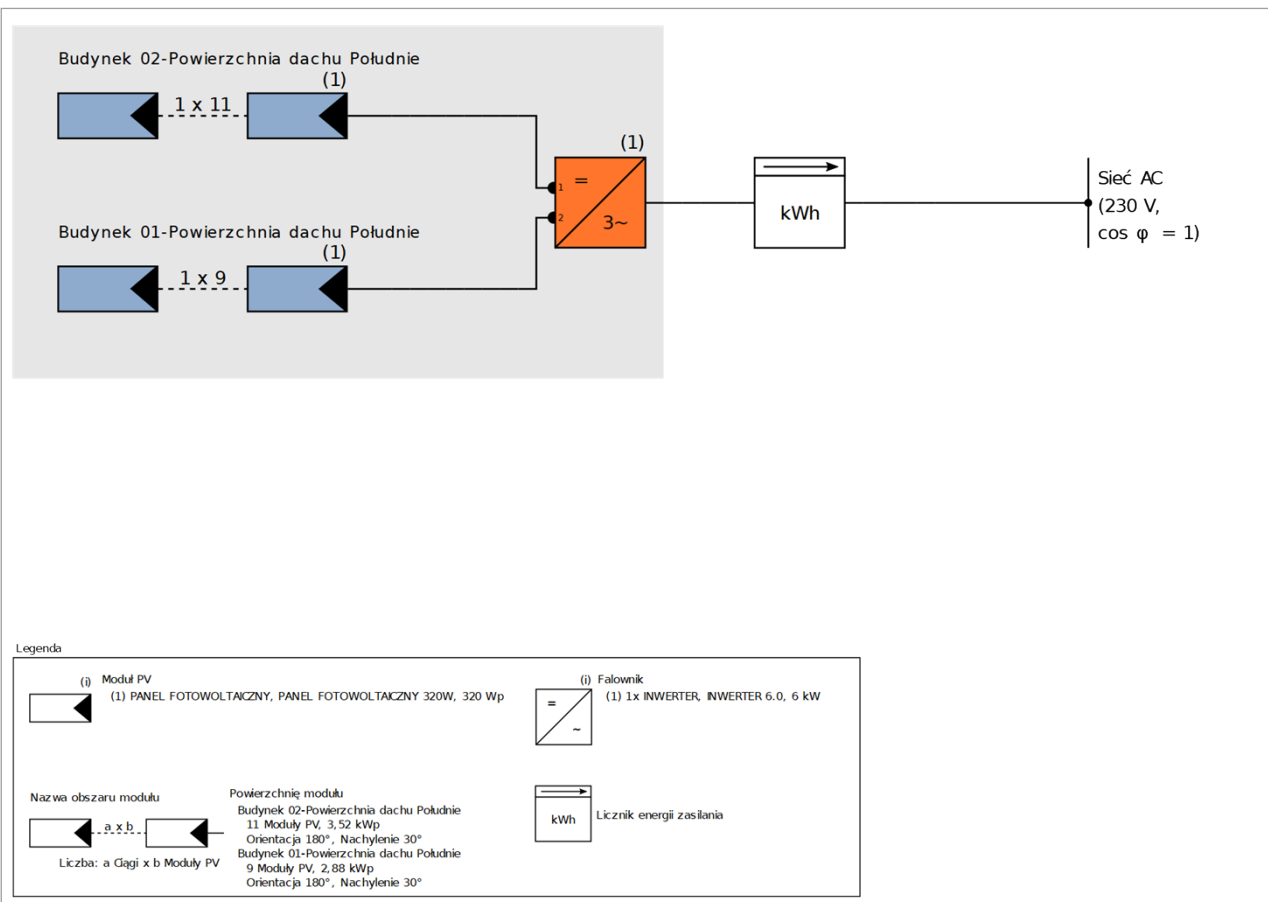 Budynek 02-Powierzchnia dachu Południe
(1)
1 x 11
(1)
1
=
2
3~
kWh
Sieć AC
(230 V,
cos φ = 1)
Budynek 01-Powierzchnia dachu Południe
(1)
1 x 9
Legenda
(i) Moduł PV
(1) PANEL FOTOWOLTAICZNY, PANEL FOTOWOLTAICZNY 320W, 320 Wp
(i) Falownik
(1) 1x INWERTER, INWERTER 6.0, 6 kW
=
~
Nazwa obszaru modułu
a x b
Liczba: a Ciągi x b Moduły PV
Powierzchnię modułu
Budynek 02-Powierzchnia dachu Południe
11 Moduły PV, 3,52 kWp
Orientacja 180°, Nachylenie 30°
Budynek 01-Powierzchnia dachu Południe
9 Moduły PV, 2,88 kWp
Orientacja 180°, Nachylenie 30°
kWh
Licznik energii zasilania